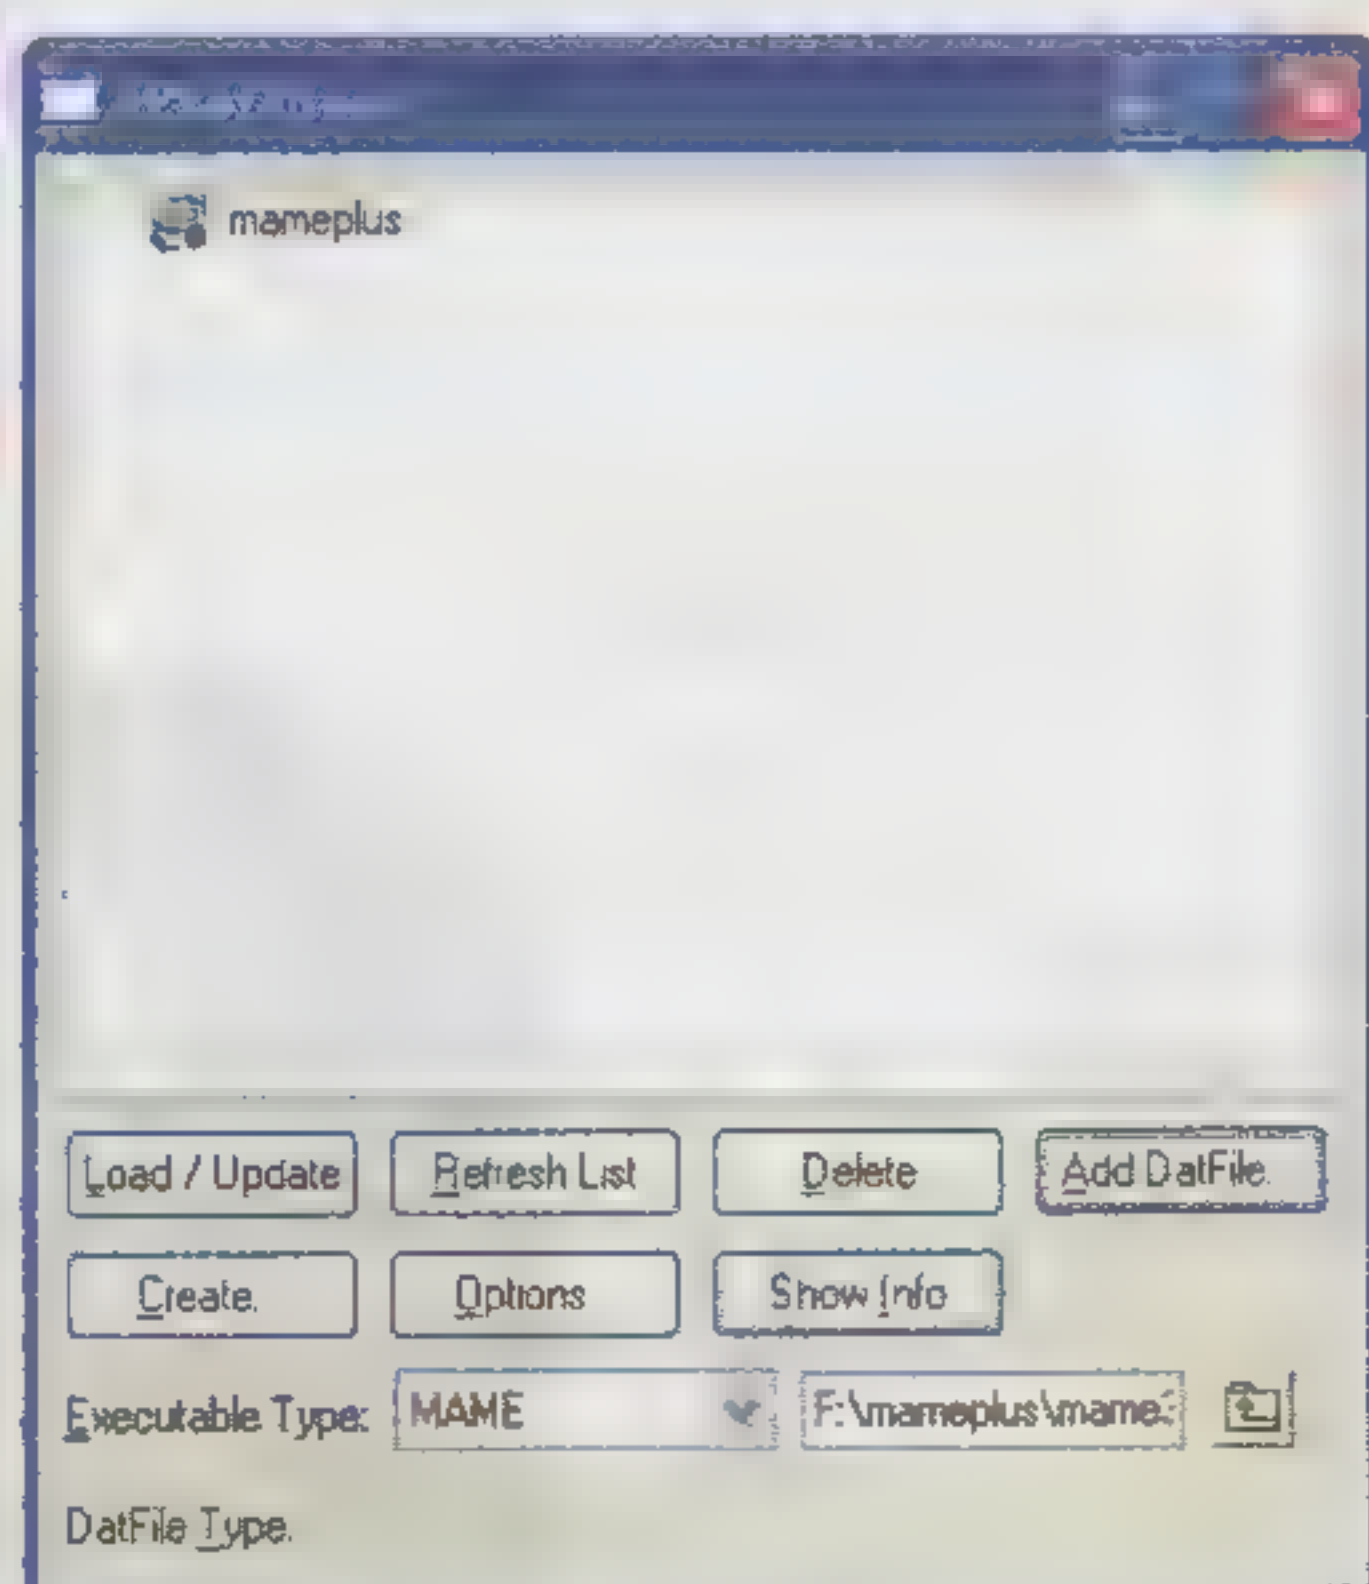 mameplus
Load / Update
Refresh List
Delete
Add DatFile.
Create.
Options
Show Info
Executable Type:
MAME
F:\mameplus\mame
DatFile Type.